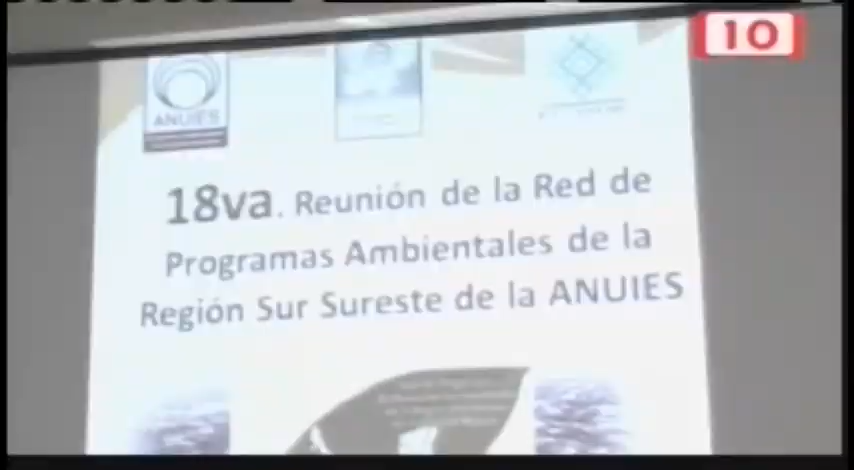 10
ANUIES
18va. Reunión de la Red de
Programas Ambientales de la
Región Sur Sureste de la ANUIES